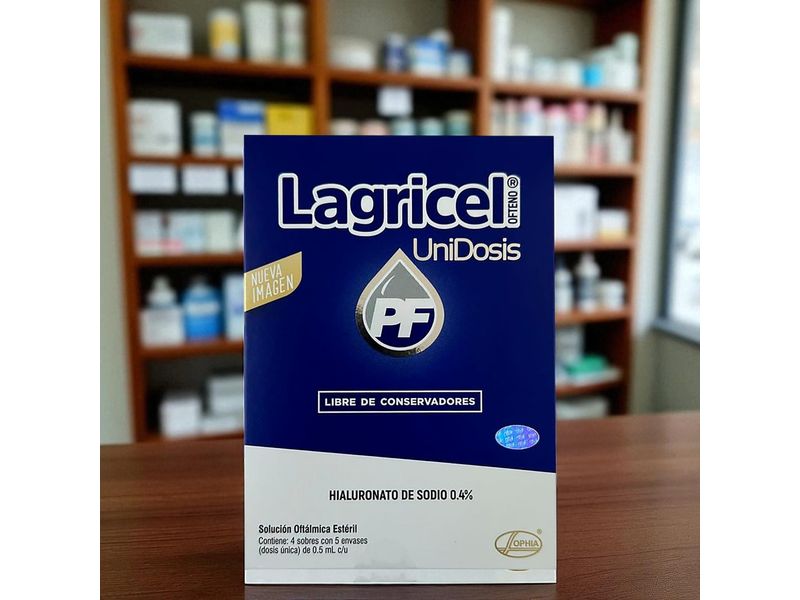 Lagricel®
OFTENO
UniDosis
NUEVA
IMAGEN
PF
LIBRE DE CONSERVADORES
HIALURONATO DE SODIO 0.4%
Solución Oftálmica Estéril
Contiene: 4 sobres con 5 envases
(dosis única) de 0.5 mL c/u
SOPHIA®